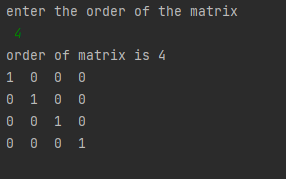 enter the order of the matrix
4
order of matrix is 4
1 0 0 0
0 1 0 0
0 0 1 0
0 0 0 1